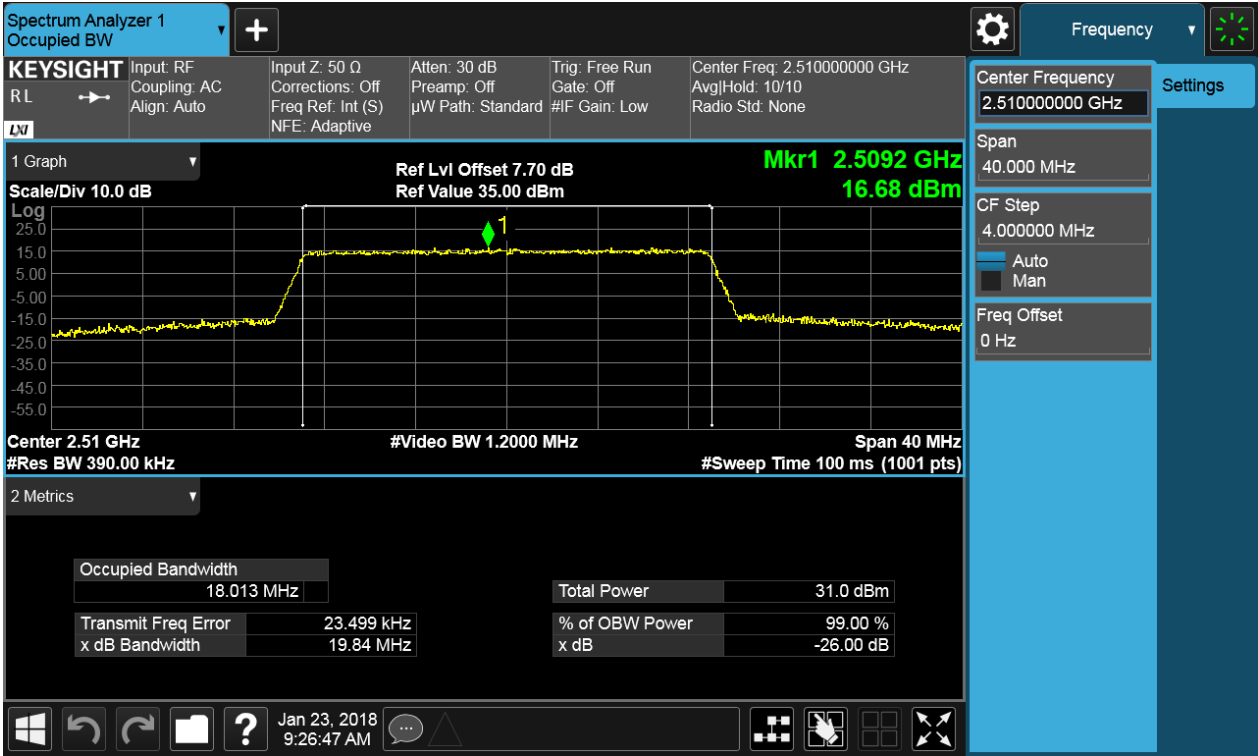 Spectrum Analyzer 1
Occupied BW
Frequency
KEYSIGHT
R L
LXI
Input: RF
Coupling: AC
Align: Auto
Input Z: 50 Ω
Corrections: Off
Freq Ref: Int (S)
NFE: Adaptive
Atten: 30 dB
Preamp: Off
µW Path: Standard
Trig: Free Run
Gate: Off
#IF Gain: Low
Center Freq: 2.510000000 GHz
Avg|Hold: 10/10
Radio Std: None
Center Frequency
2.510000000 GHz
Settings
Span
40.000 MHz
CF Step
4.000000 MHz
Auto
Man
Freq Offset
0 Hz
1 Graph
Scale/Div 10.0 dB
Ref Lvl Offset 7.70 dB
Ref Value 35.00 dBm
Mkr1 2.5092 GHz
16.68 dBm
Log
25.0
15.0
5.00
-5.00
-15.0
-25.0
-35.0
-45.0
-55.0
1
Center 2.51 GHz
#Video BW 1.2000 MHz
Span 40 MHz
#Res BW 390.00 kHz
#Sweep Time 100 ms (1001 pts)
2 Metrics
Occupied Bandwidth
18.013 MHz
Total Power 31.0 dBm
Transmit Freq Error 23.499 kHz
% of OBW Power 99.00 %
x dB Bandwidth 19.84 MHz
x dB -26.00 dB
?
Jan 23, 2018
9:26:47 AM